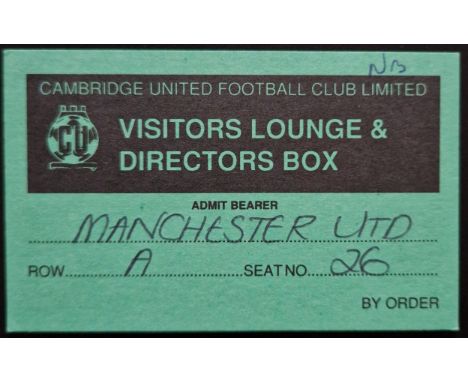 NB
CAMBRIDGE UNITED FOOTBALL CLUB LIMITED
CU
VISITORS LOUNGE &
DIRECTORS BOX
ADMIT BEARER
MANCHESTER UTD
ROW A SEAT NO. 26
BY ORDER